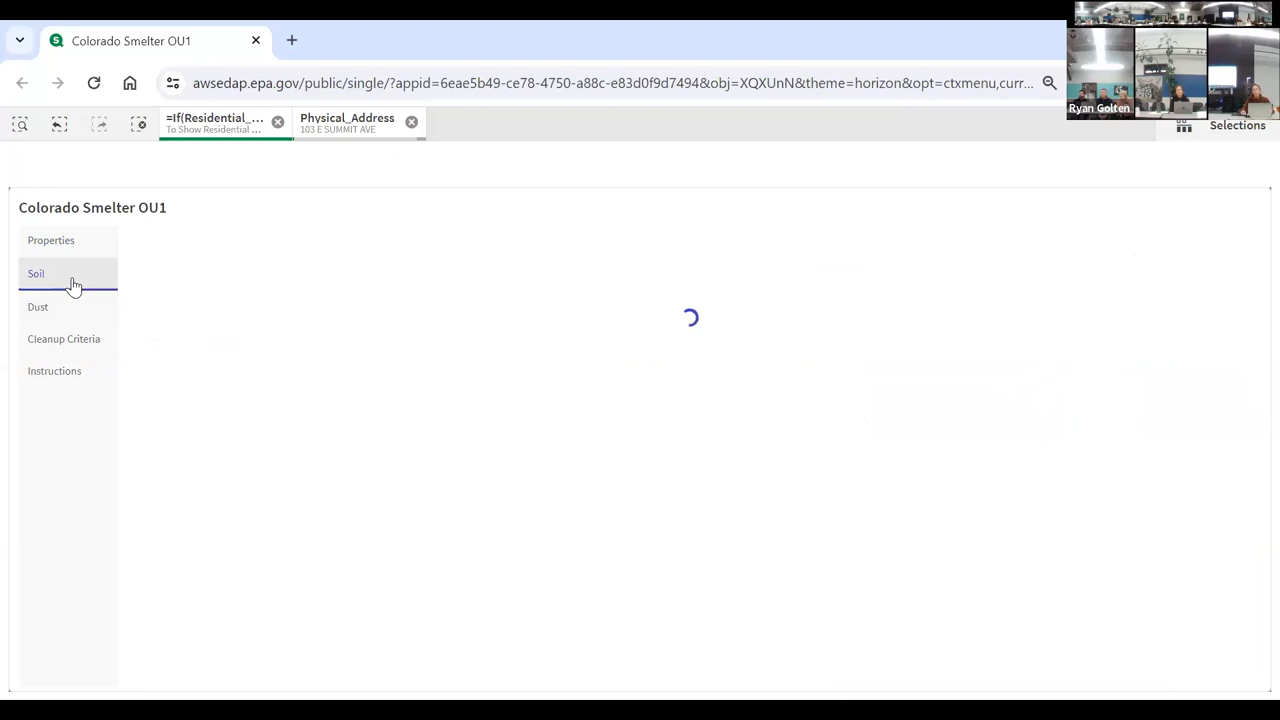 Colorado Smelter OU1
awsedap.epa.gov/public/single/?appid=6eae5b49-ce78-4750-a88c-e83d0f9d7494&obj=XQXUnN&theme=horizon&opt=ctxmenu,curr...
Ryan Golten
=If(Residential_...
To Show Residential ...
Physical_Address
103 E SUMMIT AVE
Selections
Colorado Smelter OU1
Properties
Soil
Dust
Cleanup Criteria
Instructions